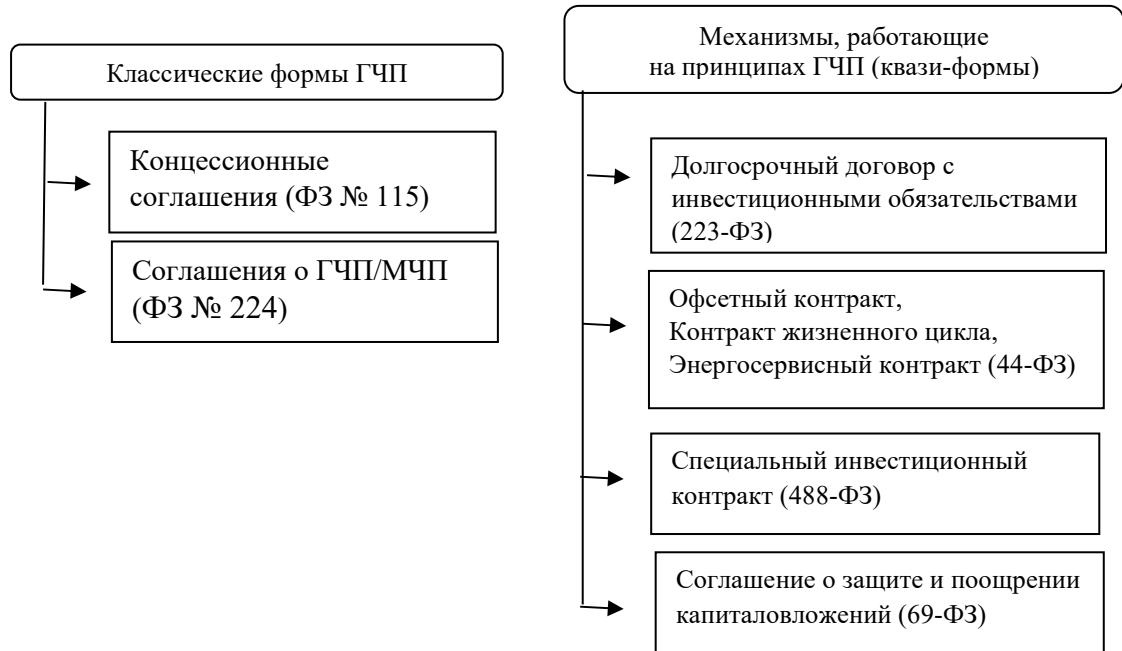 Классические формы ГЧП
Концессионные
соглашения (ФЗ № 115)
Соглашения о ГЧП/МЧП
(ФЗ № 224)
Механизмы, работающие
на принципах ГЧП (квази-формы)
Долгосрочный договор с
инвестиционными обязательствами
(223-ФЗ)
Офсетный контракт,
Контракт жизненного цикла,
Энергосервисный контракт (44-ФЗ)
Специальный инвестиционный
контракт (488-ФЗ)
Соглашение о защите и поощрении
капиталовложений (69-ФЗ)